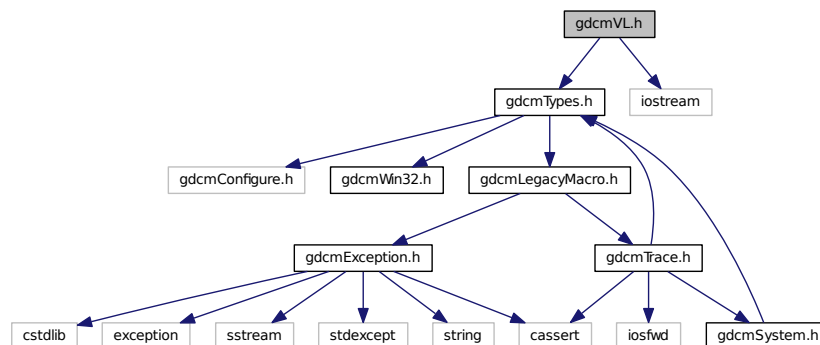 gdcmVL.h
gdcmTypes.h
iostream
gdcmConfigure.h
gdcmWin32.h
gdcmLegacyMacro.h
gdcmException.h
gdcmTrace.h
cstdlib
exception
sstream
stdexcept
string
cassert
iosfwd
gdcmSystem.h